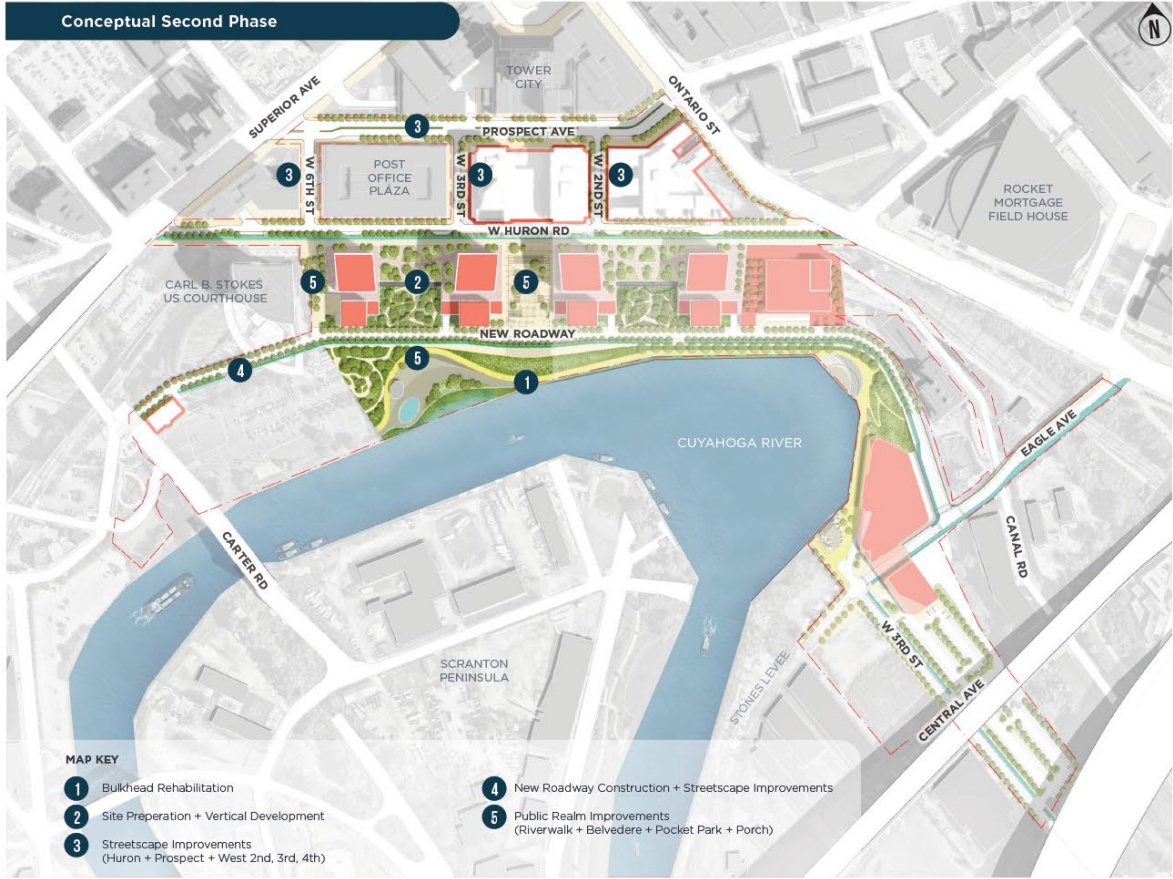 Conceptual Second Phase
N
TOWER
CITY
SUPERIOR AVE
ONTARIO ST
3
PROSPECT AVE
3
W 6TH ST
POST
OFFICE
PLAZA
W 3RD ST
3
W 2ND ST
3
ROCKET
MORTGAGE
FIELD HOUSE
W HURON RD
CARL B. STOKES
US COURTHOUSE
5
2
5
NEW ROADWAY
5
4
1
CUYAHOGA RIVER
EAGLE AVE
CARTER RD
CANAL RD
W 3RD ST
SCRANTON
PENINSULA
STONES LEVEE
CENTRAL AVE
MAP KEY
1 Bulkhead Rehabilitation
2 Site Preperation + Vertical Development
3 Streetscape Improvements
(Huron + Prospect + West 2nd, 3rd, 4th)
4 New Roadway Construction + Streetscape Improvements
5 Public Realm Improvements
(Riverwalk + Belvedere + Pocket Park + Porch)